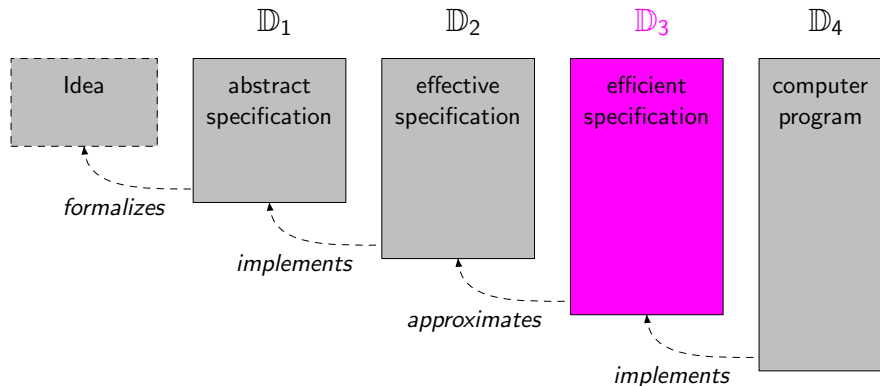 𝔻₁
𝔻₂
𝔻₃
𝔻₄
Idea
abstract
specification
effective
specification
efficient
specification
computer
program
formalizes
implements
approximates
implements